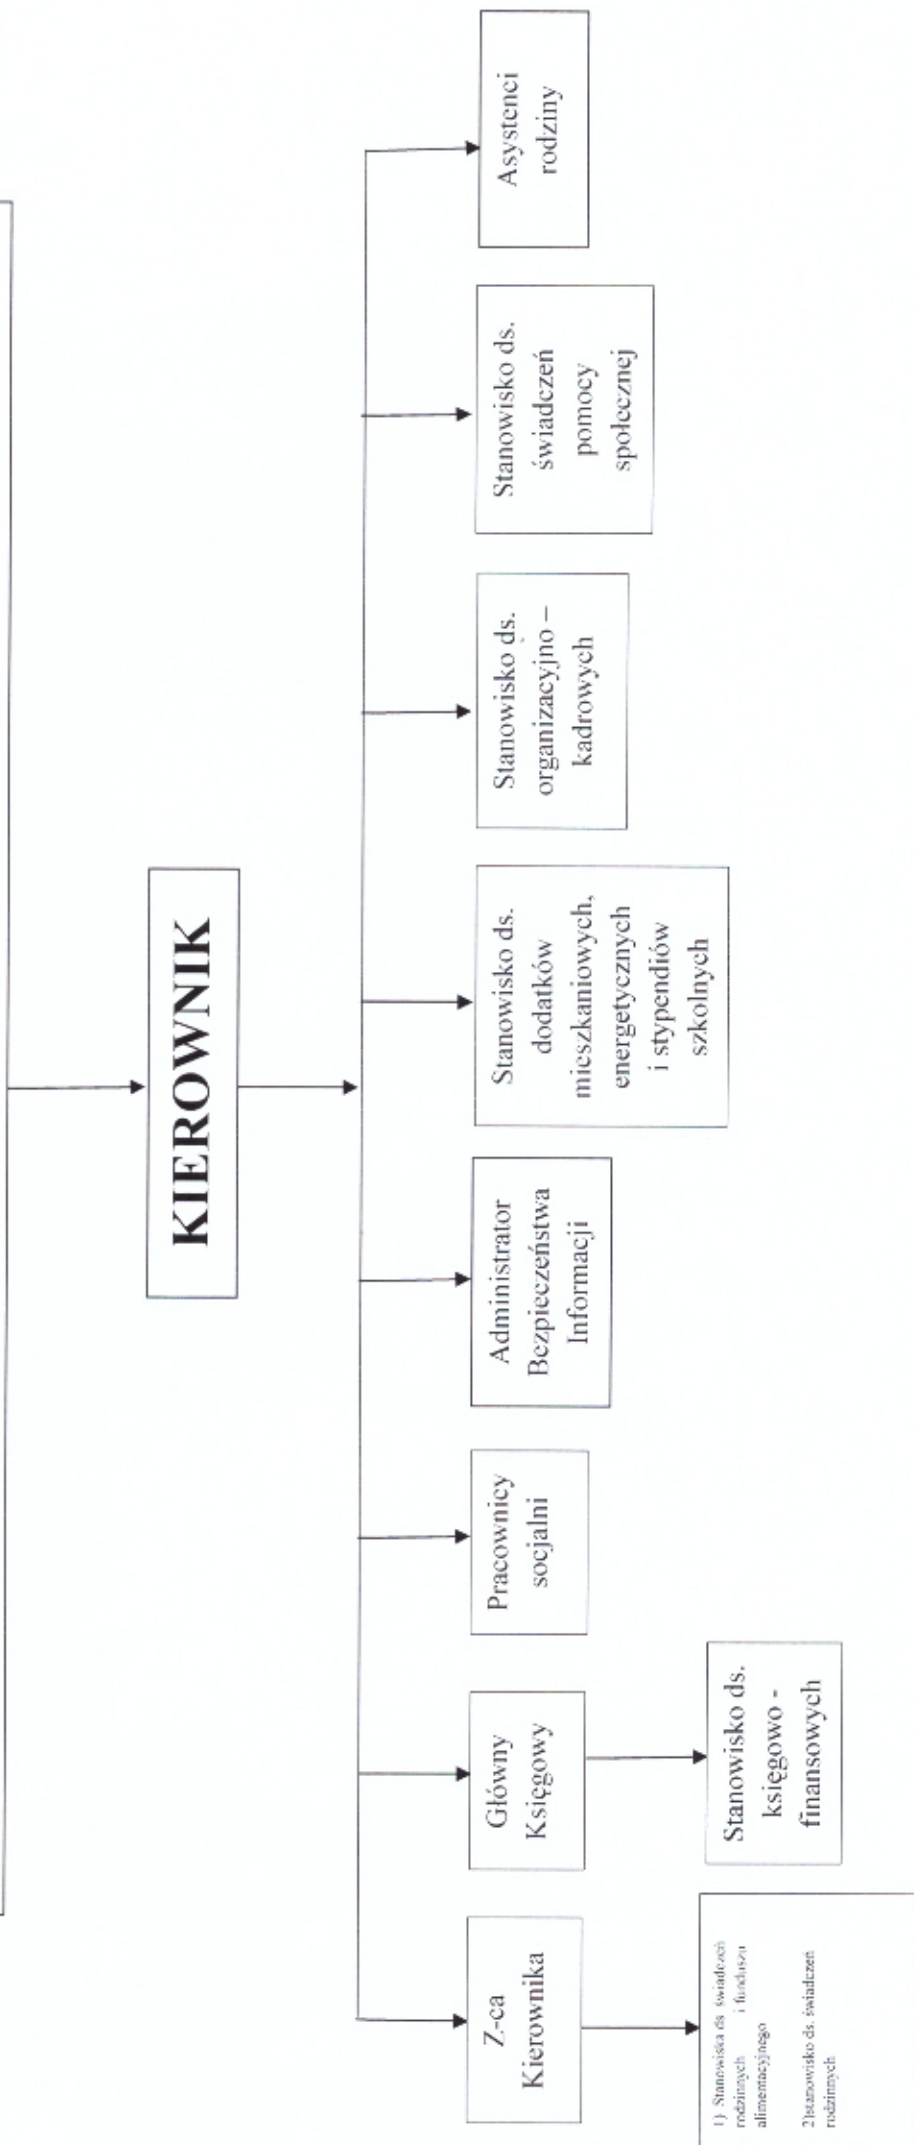 KIEROWNIK
Z-ca
Kierownika
Główny
Księgowy
Pracownicy
socjalni
Administrator
Bezpieczeństwa
Informacji
Stanowisko ds.
dodatków
mieszkaniowych,
energetycznych
i stypendiów
szkolnych
Stanowisko ds.
organizacyjno –
kadrowych
Stanowisko ds.
świadczeń
pomocy
społecznej
Asystenci
rodziny
1) Stanowiska ds świadczeń
rodzinnych i funduszu
alimentacyjnego
2)stanowisko ds. świadczeń
rodzinnych
Stanowisko ds.
księgowo -
finansowych